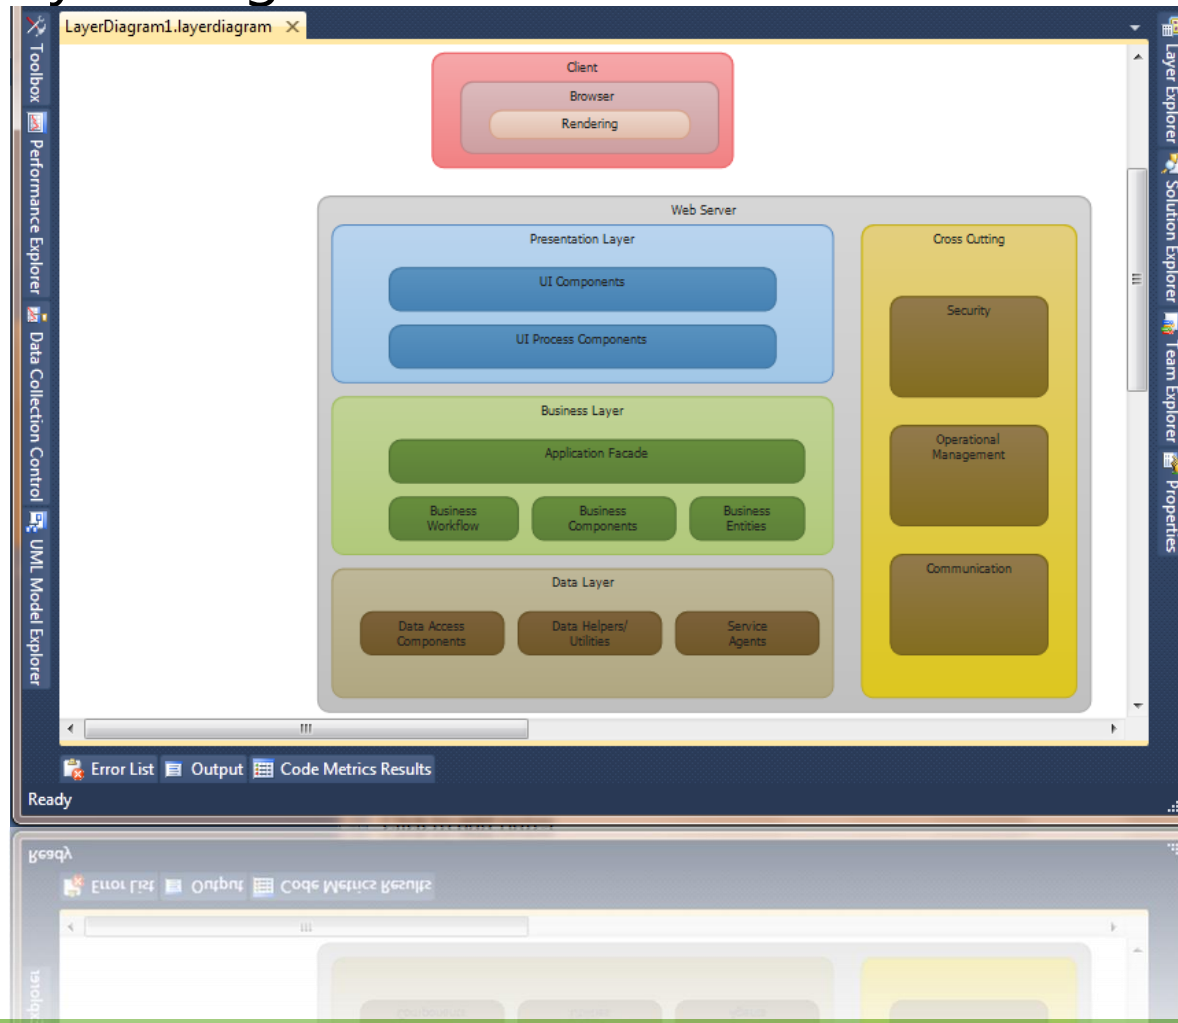 LayerDiagram1.layerdiagram
Toolbox
Performance Explorer
Data Collection Control
UML Model Explorer
Client
Browser
Rendering
Web Server
Presentation Layer
UI Components
UI Process Components
Business Layer
Application Facade
Business
Workflow
Business
Components
Business
Entities
Data Layer
Data Access
Components
Data Helpers/
Utilities
Service
Agents
Cross Cutting
Security
Operational
Management
Communication
Layer Explorer
Solution Explorer
Team Explorer
Properties
Error List Output Code Metrics Results
Ready